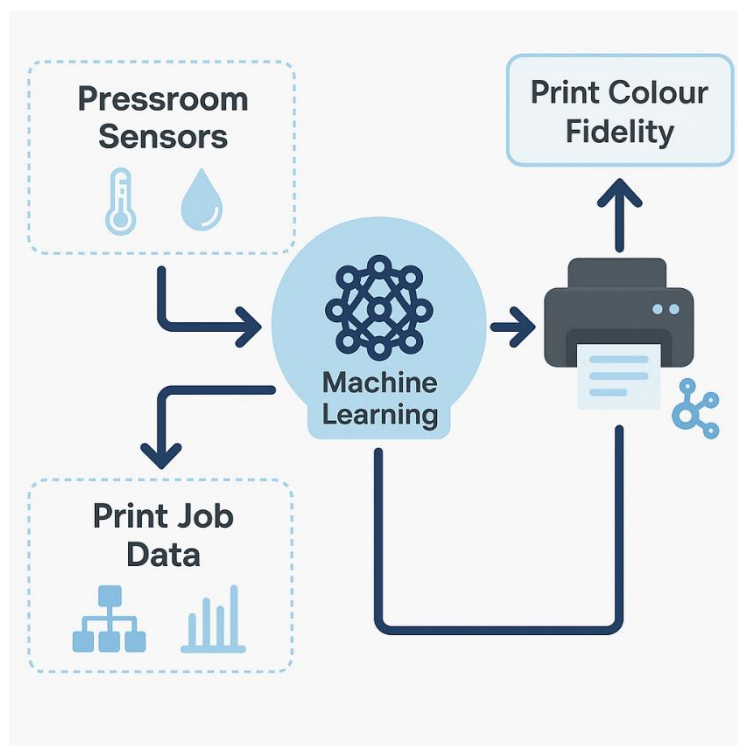 Pressroom
Sensors
Print Colour
Fidelity
Machine
Learning
Print Job
Data